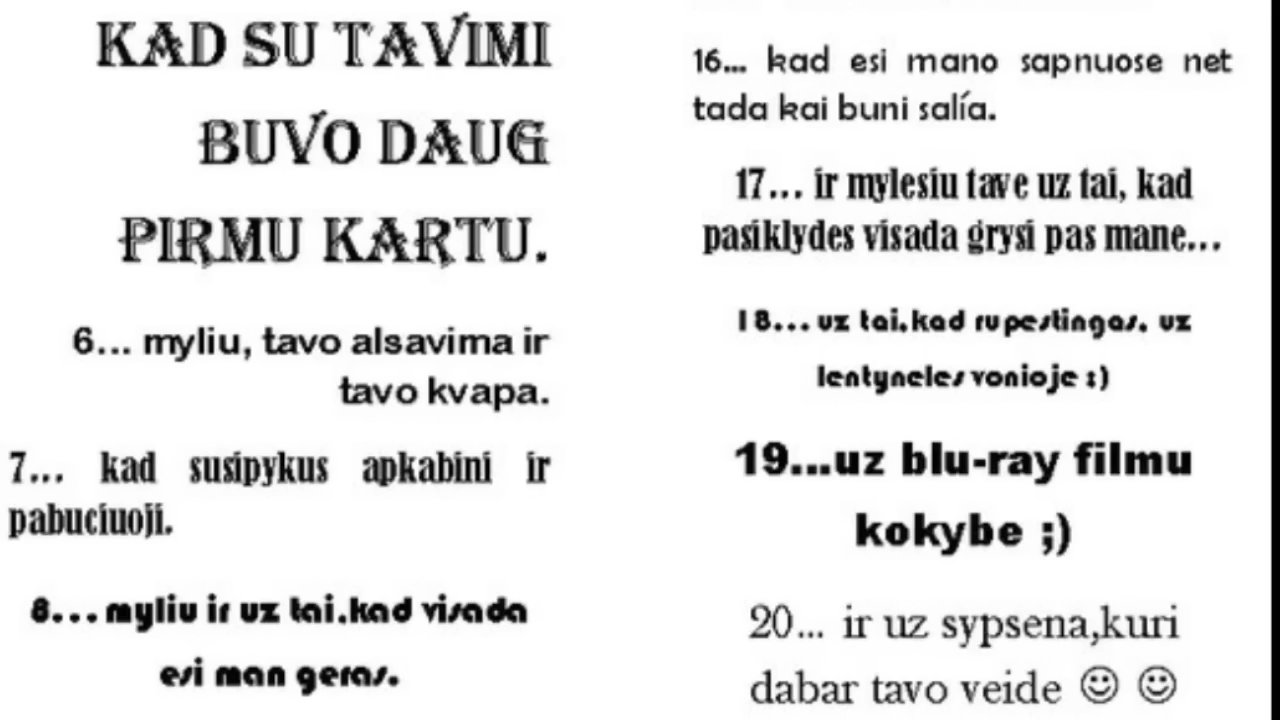 KAD SU TAVIMI
BUVO DAUG
PIRMU KARTU.
6... myliu, tavo alsavima ir
tavo kvapa.
7... kad susipykus apkabini ir
pabuciuoji.
8... myliu ir uz tai,kad visada
esi man geras.
16... kad esi mano sapnuose net
tada kai buni salía.
17... ir mylesiu tave uz tai, kad
pasiklydes visada grysi pas mane...
18... uz tai,kad rupestingas, uz
lentyneles vonioje :)
19...uz blu-ray filmu
kokybe ;)
20... ir uz sypsena,kuri
dabar tavo veide ☺ ☺